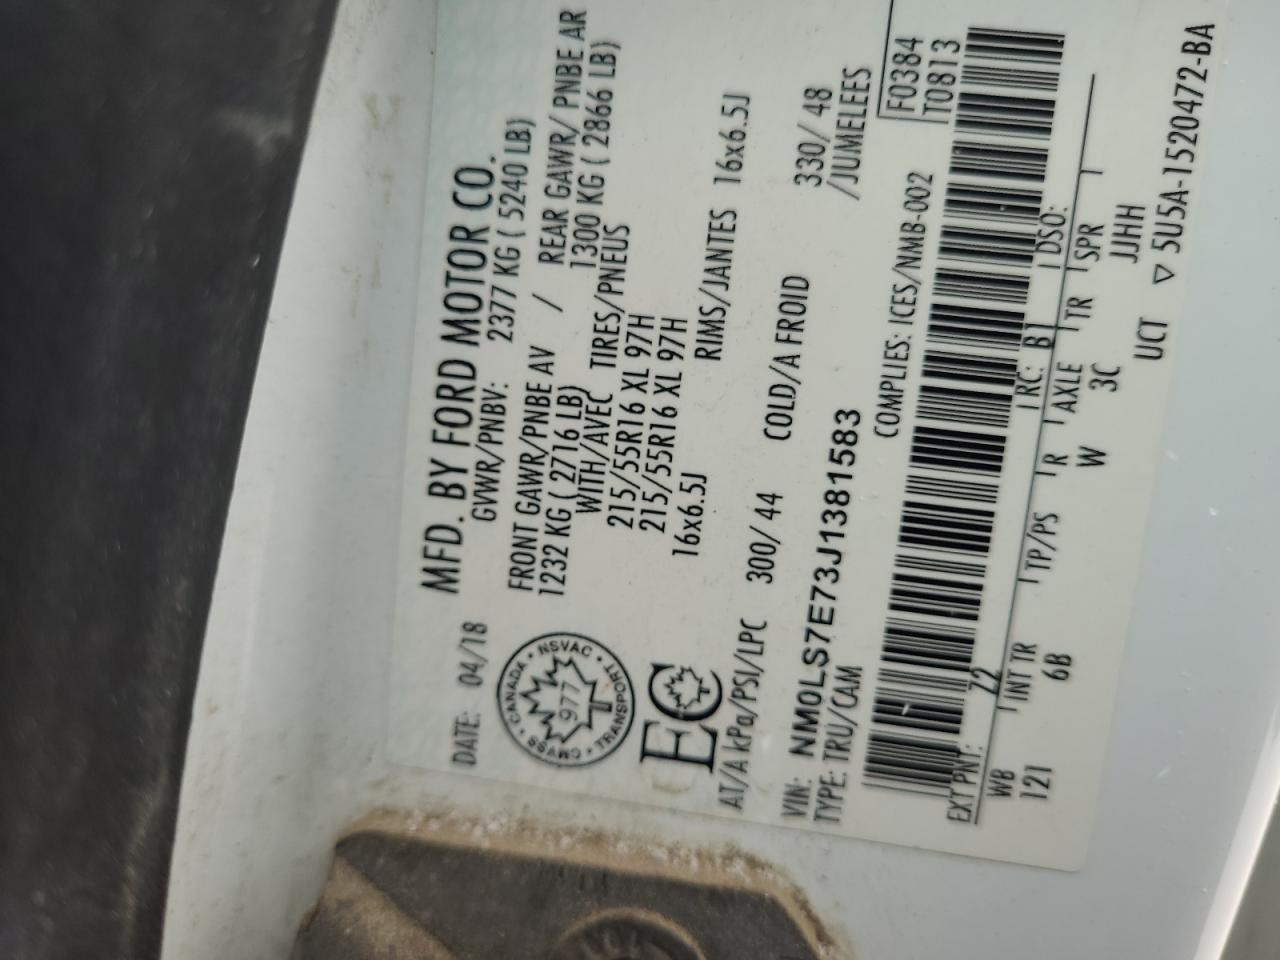 MFD. BY FORD MOTOR CO.
DATE: 04/18
GVWR/PNBV: 2377 KG ( 5240 LB)
FRONT GAWR/PNBE AV / REAR GAWR/ PNBE AR
1232 KG ( 2716 LB) 1300 KG ( 2866 LB)
WITH/AVEC TIRES/PNEUS
215/55R16 XL 97H
215/55R16 XL 97H
16x6.5J RIMS/JANTES 16x6.5J
CANADA • NSVAC •
TRANSPORT • CMVSS •
977
EC
AT/A kPa/PSI/LPC 300/ 44 COLD/A FROID 330/ 48
/JUMELEES
VIN: NM0LS7E73J1381583
TYPE: TRU/CAM COMPLIES: ICES/NMB-002
F0384
T0813
EXT PNT: Z2 RC: B1 DSO:
WB INT TR TP/PS R AXLE TR SPR
121 6B W 3C JJHH
UCT ▽ 5U5A-1520472-BA